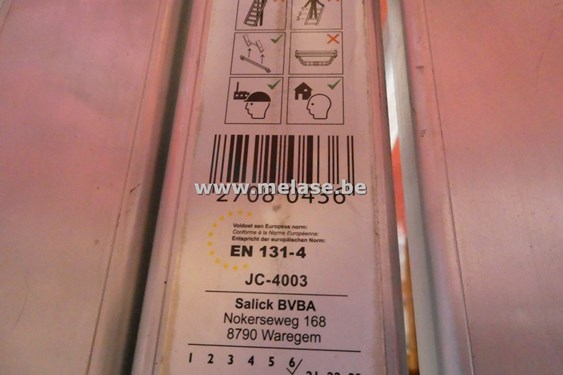 www.melase.be
2708 0436
Voldoet aan Europese norm:
Conforme à la Norme Européenne:
Entspricht der europäischen Norm:
EN 131-4
JC-4003
Salick BVBA
Nokerseweg 168
8790 Waregem
1 2 3 4 5 6